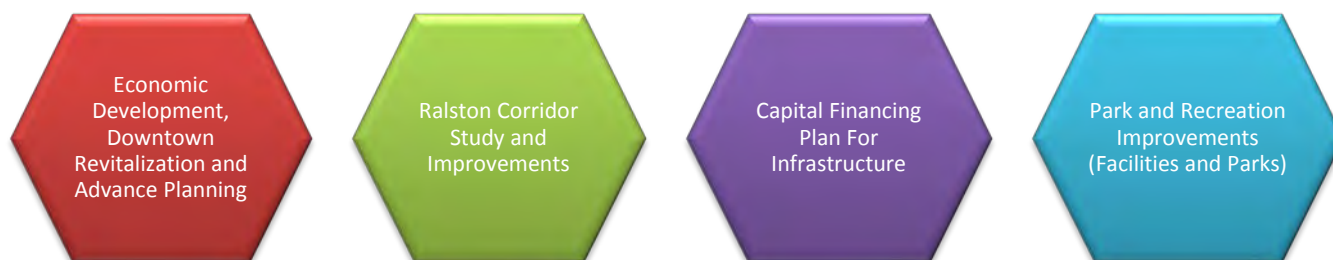 Economic
Development,
Downtown
Revitalization and
Advance Planning
Ralston Corridor
Study and
Improvements
Capital Financing
Plan For
Infrastructure
Park and Recreation
Improvements
(Facilities and Parks)